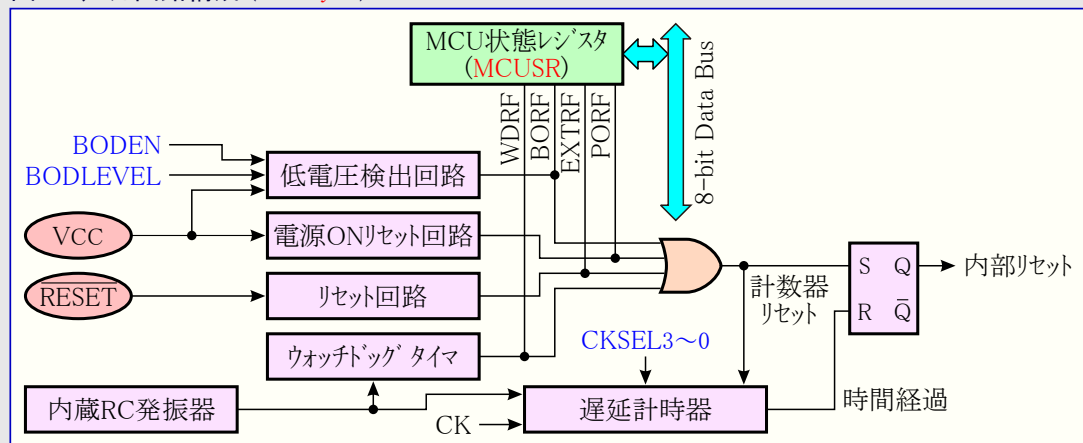 MCU状態レジスタ
(MCUSR)
WDRF
BORF
EXTRF
PORF
8-bit Data Bus
BODEN
BODLEVEL
低電圧検出回路
VCC
電源ONリセット回路
RESET
リセット回路
ウォッチドッグ タイマ
内蔵RC発振器
CK
CKSEL3～0
遅延計時器
計数器
リセット
時間経過
S Q
R Q̅
内部リセット